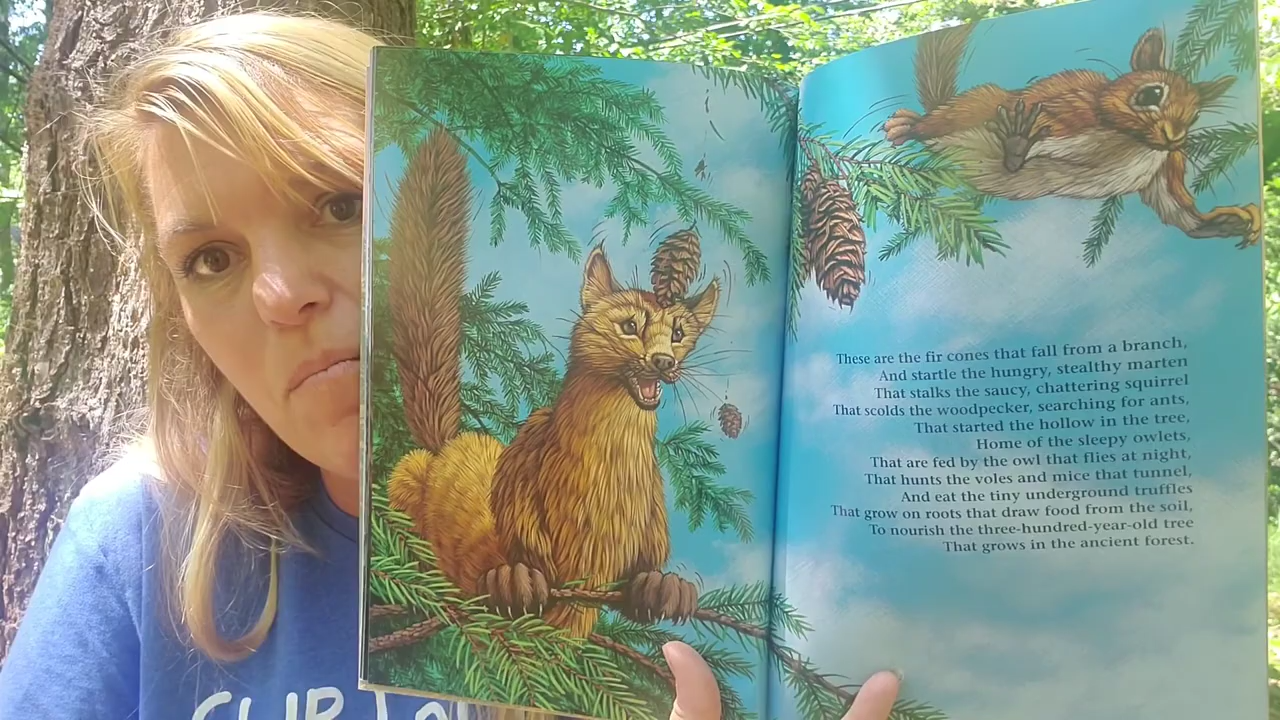 These are the fir cones that fall from a branch,
And startle the hungry, stealthy marten
That stalks the saucy, chattering squirrel
That scolds the woodpecker, searching for ants,
That started the hollow in the tree,
Home of the sleepy owlets,
That are fed by the owl that flies at night,
That hunts the voles and mice that tunnel,
And eat the tiny underground truffles
That grow on roots that draw food from the soil,
To nourish the three-hundred-year-old tree
That grows in the ancient forest.